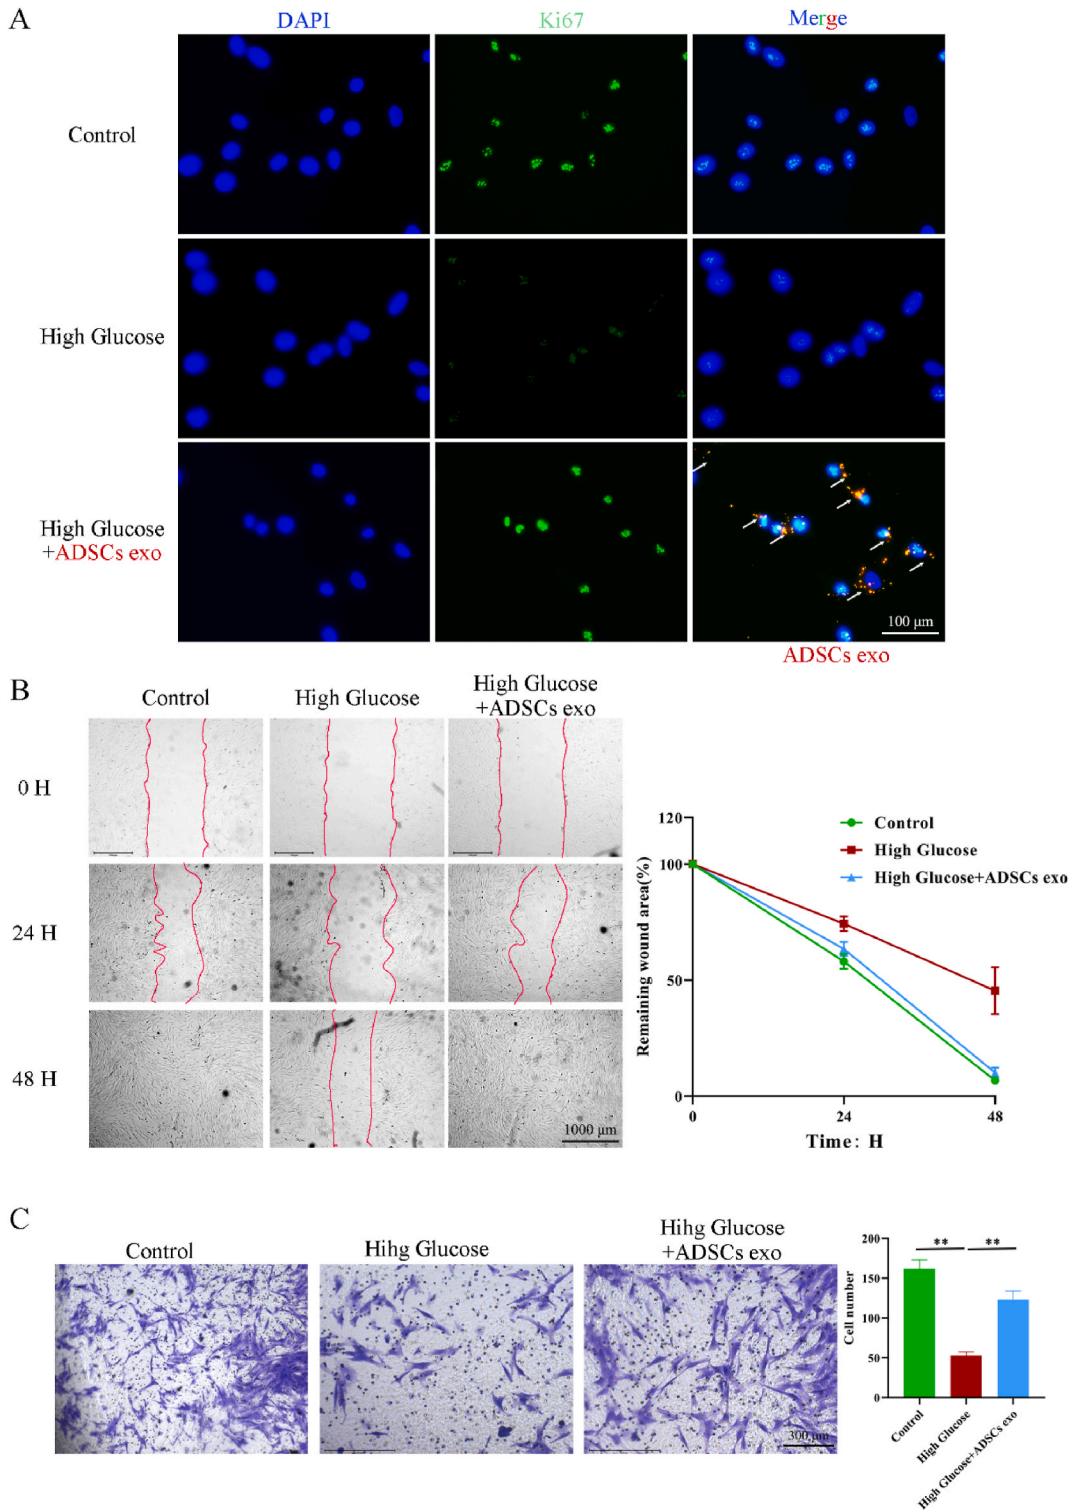 A
DAPI
Ki67
Merge
Control
High Glucose
High Glucose
+ADSCs exo
100 μm
ADSCs exo
B
Control
High Glucose
High Glucose
+ADSCs exo
0 H
24 H
48 H
1000 μm
Remaining wound area(%)
120
100
50
0
0
24
48
Time: H
Control
High Glucose
High Glucose+ADSCs exo
C
Control
Hihg Glucose
Hihg Glucose
+ADSCs exo
300 μm
Cell number
200
150
100
50
0
**
**
Control
High Glucose
High Glucose+ADSCs exo